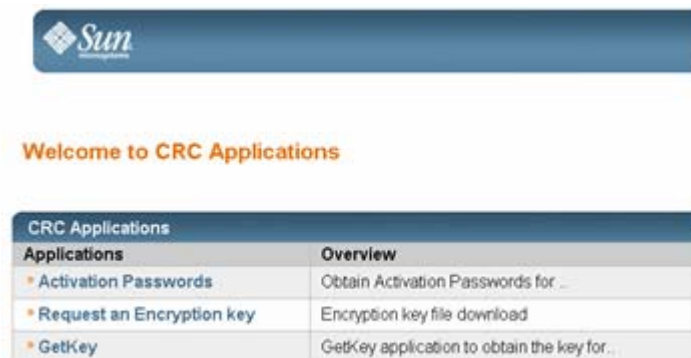 Sun
microsystems
Welcome to CRC Applications
CRC Applications
Applications Overview
Activation Passwords Obtain Activation Passwords for ..
Request an Encryption key Encryption key file download
GetKey GetKey application to obtain the key for..